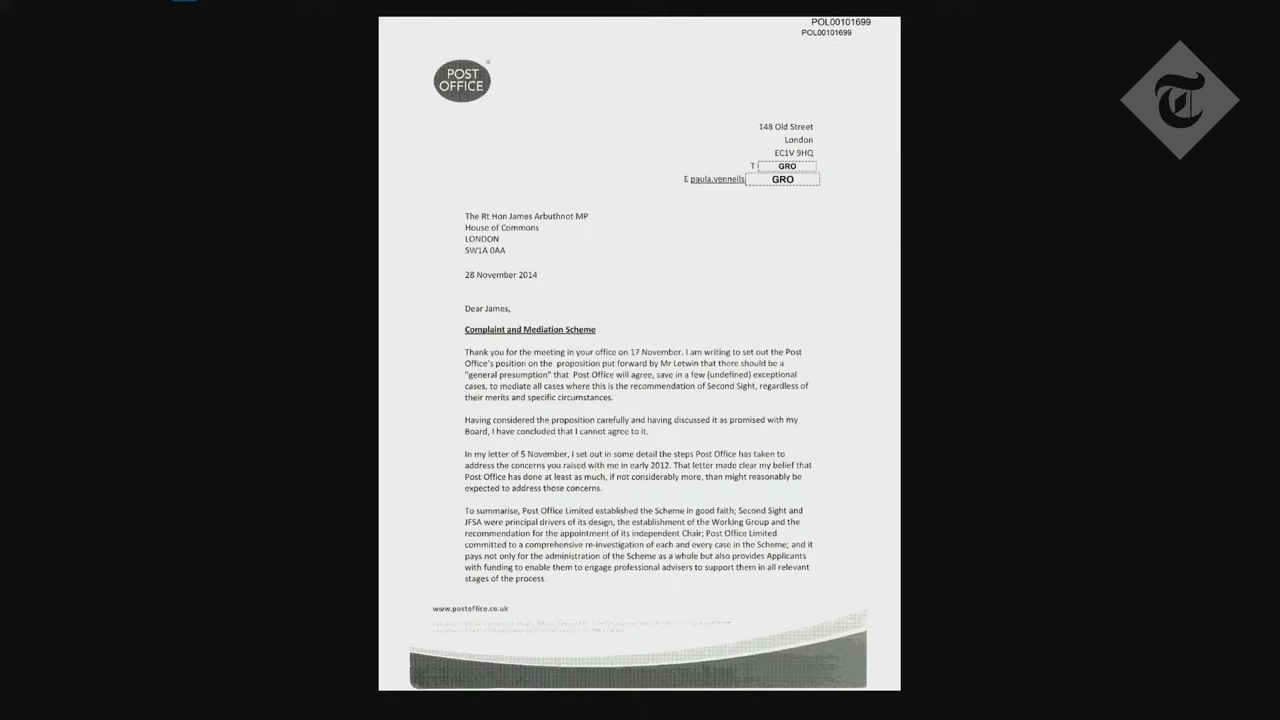 POL00101699
POL00101699
POST
OFFICE
148 Old Street
London
EC1V 9HQ
T GRO
E paula.vennells GRO
The Rt Hon James Arbuthnot MP
House of Commons
LONDON
SW1A 0AA
28 November 2014
Dear James,
Complaint and Mediation Scheme
Thank you for the meeting in your office on 17 November. I am writing to set out the Post
Office's position on the proposition put forward by Mr Letwin that there should be a
"general presumption" that Post Office will agree, save in a few (undefined) exceptional
cases, to mediate all cases where this is the recommendation of Second Sight, regardless of
their merits and specific circumstances.
Having considered the proposition carefully and having discussed it as promised with my
Board, I have concluded that I cannot agree to it.
In my letter of 5 November, I set out in some detail the steps Post Office has taken to
address the concerns you raised with me in early 2012. That letter made clear my belief that
Post Office has done at least as much, if not considerably more, than might reasonably be
expected to address those concerns.
To summarise, Post Office Limited established the Scheme in good faith; Second Sight and
JFSA were principal drivers of its design, the establishment of the Working Group and the
recommendation for the appointment of its independent Chair; Post Office Limited
committed to a comprehensive re-investigation of each and every case in the Scheme; and it
pays not only for the administration of the Scheme as a whole but also provides Applicants
with funding to enable them to engage professional advisers to support them in all relevant
stages of the process.
www.postoffice.co.uk